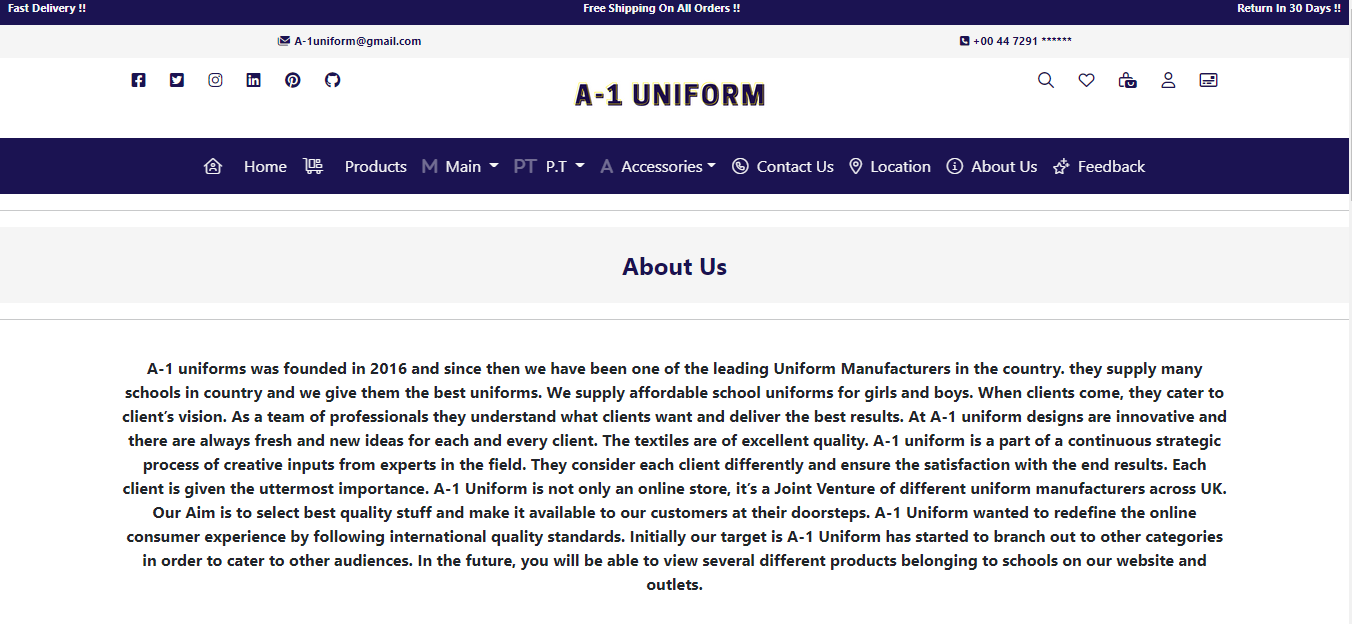 Fast Delivery !! Free Shipping On All Orders !! Return In 30 Days !!
A-1uniform@gmail.com +00 44 7291 ******
A-1 UNIFORM
Home Products M Main PT P.T A Accessories Contact Us Location About Us Feedback
About Us
A-1 uniforms was founded in 2016 and since then we have been one of the leading Uniform Manufacturers in the country. they supply many
schools in country and we give them the best uniforms. We supply affordable school uniforms for girls and boys. When clients come, they cater to
client's vision. As a team of professionals they understand what clients want and deliver the best results. At A-1 uniform designs are innovative and
there are always fresh and new ideas for each and every client. The textiles are of excellent quality. A-1 uniform is a part of a continuous strategic
process of creative inputs from experts in the field. They consider each client differently and ensure the satisfaction with the end results. Each
client is given the uttermost importance. A-1 Uniform is not only an online store, it's a Joint Venture of different uniform manufacturers across UK.
Our Aim is to select best quality stuff and make it available to our customers at their doorsteps. A-1 Uniform wanted to redefine the online
consumer experience by following international quality standards. Initially our target is A-1 Uniform has started to branch out to other categories
in order to cater to other audiences. In the future, you will be able to view several different products belonging to schools on our website and
outlets.